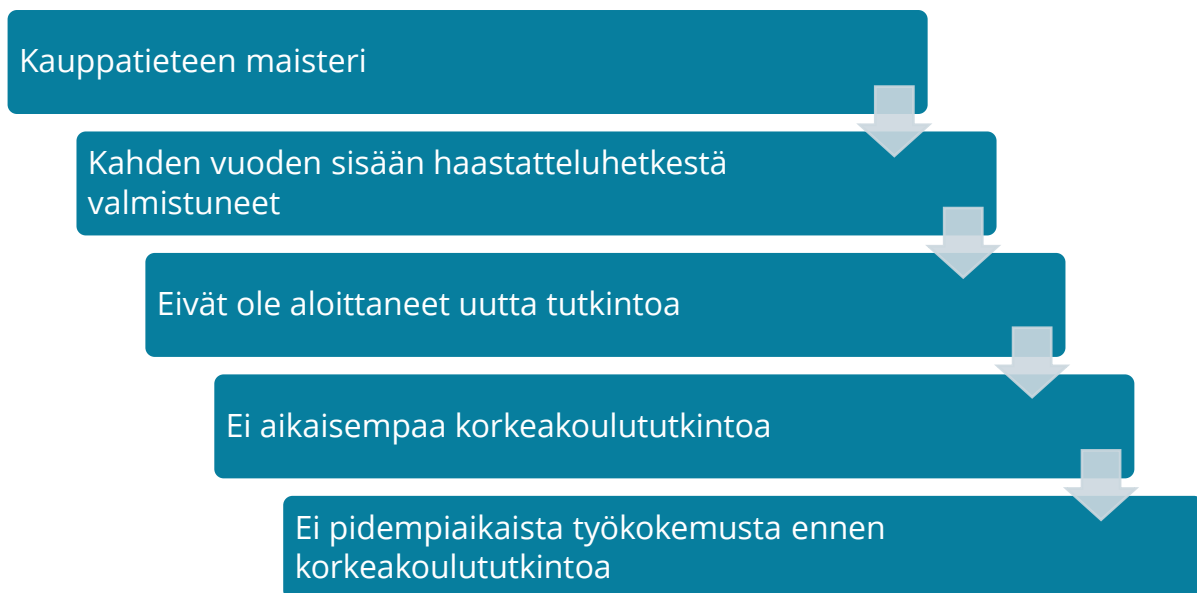 Kauppatieteen maisteri
Kahden vuoden sisään haastatteluhetkestä
valmistuneet
Eivät ole aloittaneet uutta tutkintoa
Ei aikaisempaa korkeakoulututkintoa
Ei pidempiaikaista työkokemusta ennen
korkeakoulututkintoa